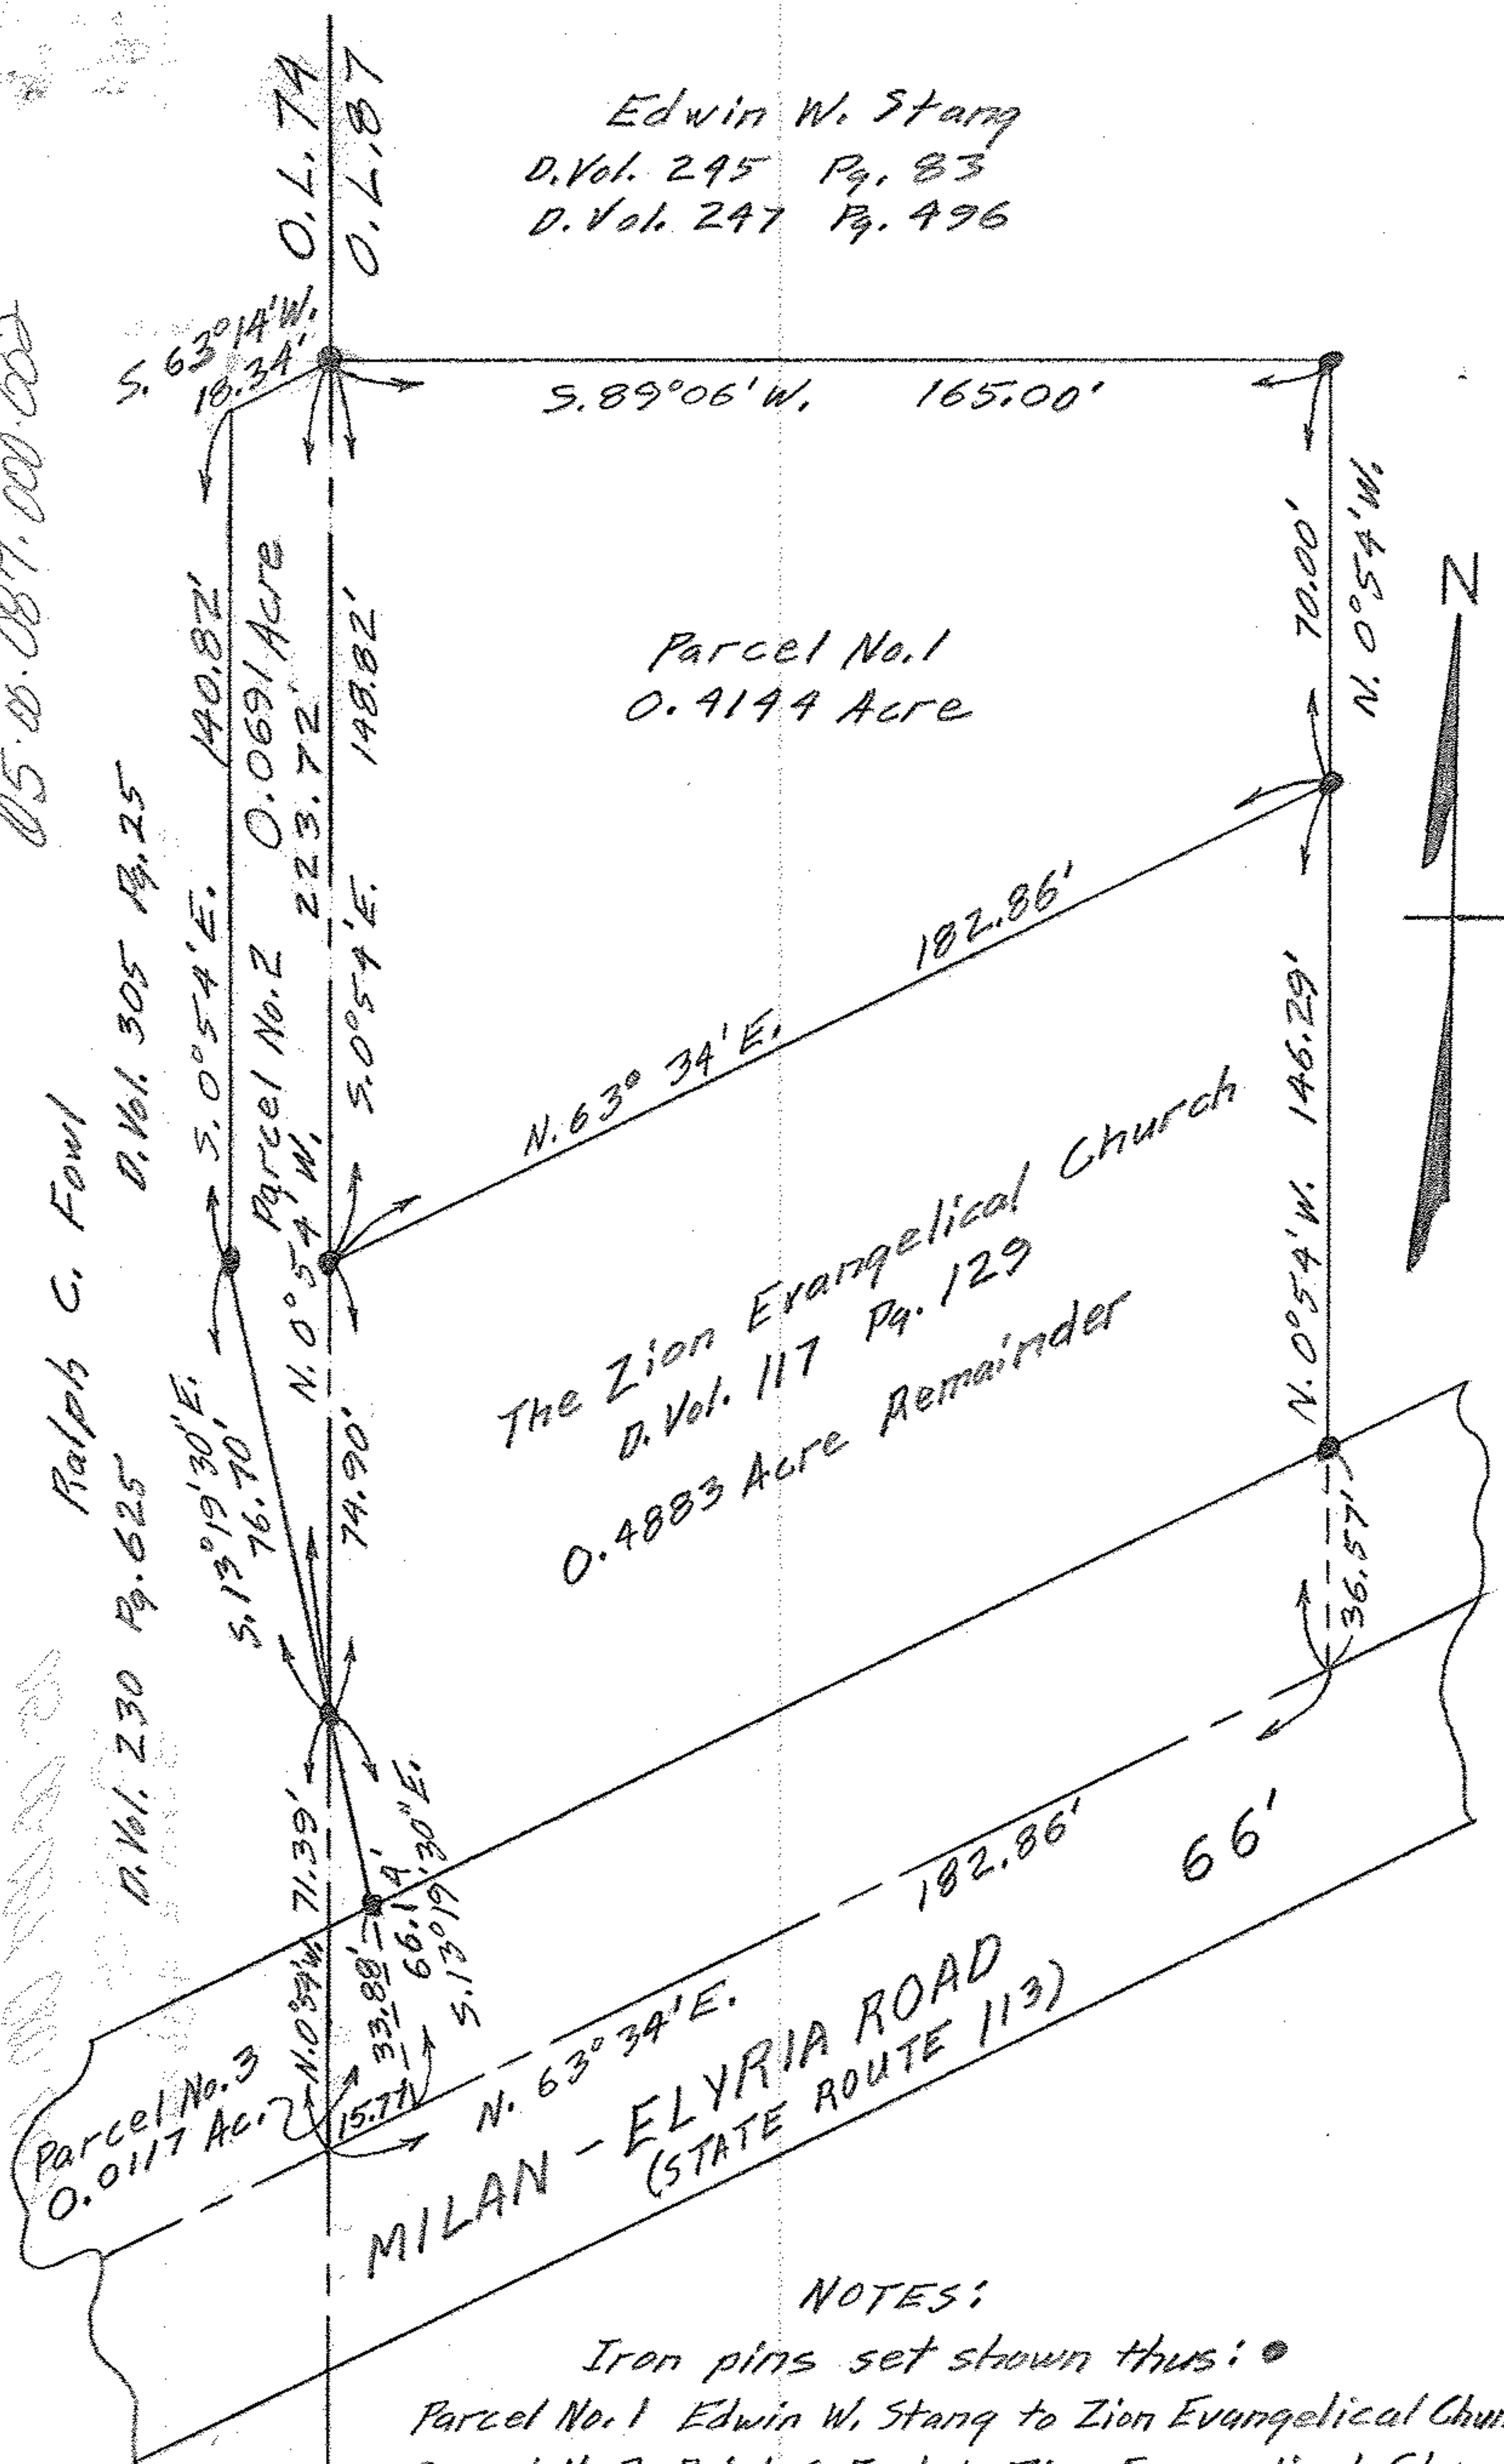 O.L. 74
O.L. 87
Edwin W. Stang
D.Vol. 245 Pg. 83
D.Vol. 247 Pg. 496
S. 63°14'W.
18.34'
S.89°06'W. 165.00'
70.00'
N. 0°54'W.
N
Parcel No.1
0.4144 Acre
S. 0°54'E. 140.82'
Parcel No.2 0.0691 Acre
N. 0°54'W. 223.72'
S. 0°54'E. 148.82'
N. 63° 34' E. 182.86'
Ralph C. Fowl
D.Vol. 305 Pg.25
D.Vol. 230 Pg.625
The Zion Evangelical Church
D.Vol. 117 Pg. 129
0.4883 Acre Remainder
N. 0°54'W. 146.29'
36.57'
S.13°19'30"E.
76.70'
74.90'
N.0°54'W. 71.39'
33.88'
66.14'
S.13°19'30"E.
15.77'
Parcel No.3
0.0117 Ac.
N. 63°34'E. 182.86'
66'
MILAN - ELYRIA ROAD
(STATE ROUTE 113)
NOTES:
Iron pins set shown thus:
Parcel No.1 Edwin W. Stang to Zion Evangelical